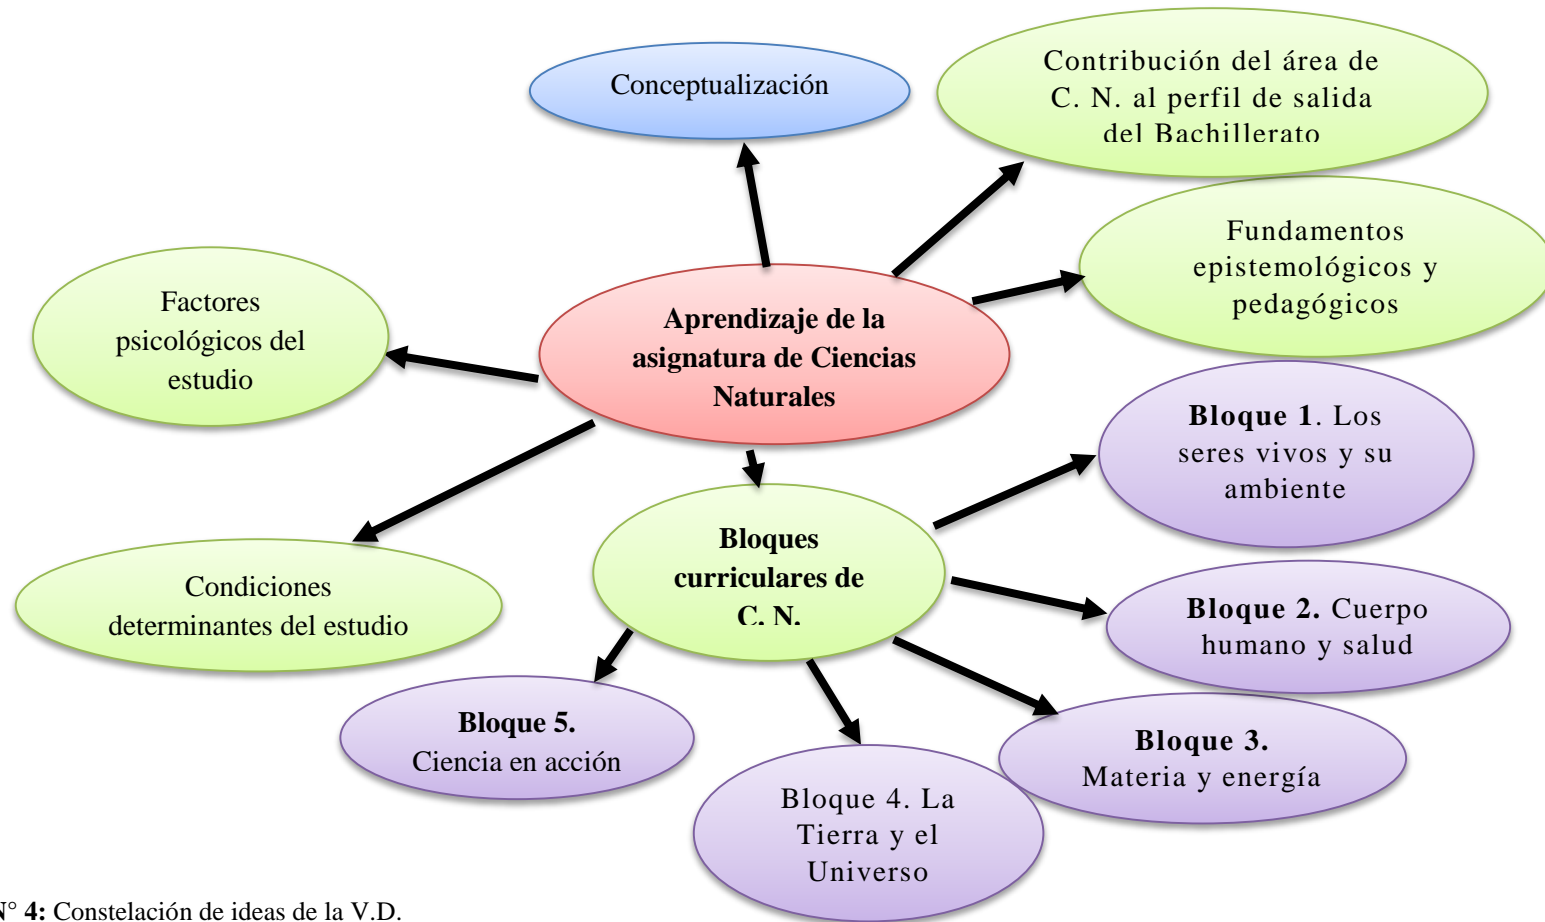 Conceptualización
Contribución del área de
C. N. al perfil de salida
del Bachillerato
Fundamentos
epistemológicos y
pedagógicos
Factores
psicológicos del
estudio
Aprendizaje de la
asignatura de Ciencias
Naturales
Bloque 1. Los
seres vivos y su
ambiente
Bloques
curriculares de
C. N.
Condiciones
determinantes del estudio
Bloque 2. Cuerpo
humano y salud
Bloque 5.
Ciencia en acción
Bloque 3.
Materia y energía
Bloque 4. La
Tierra y el
Universo
N° 4: Constelación de ideas de la V.D.